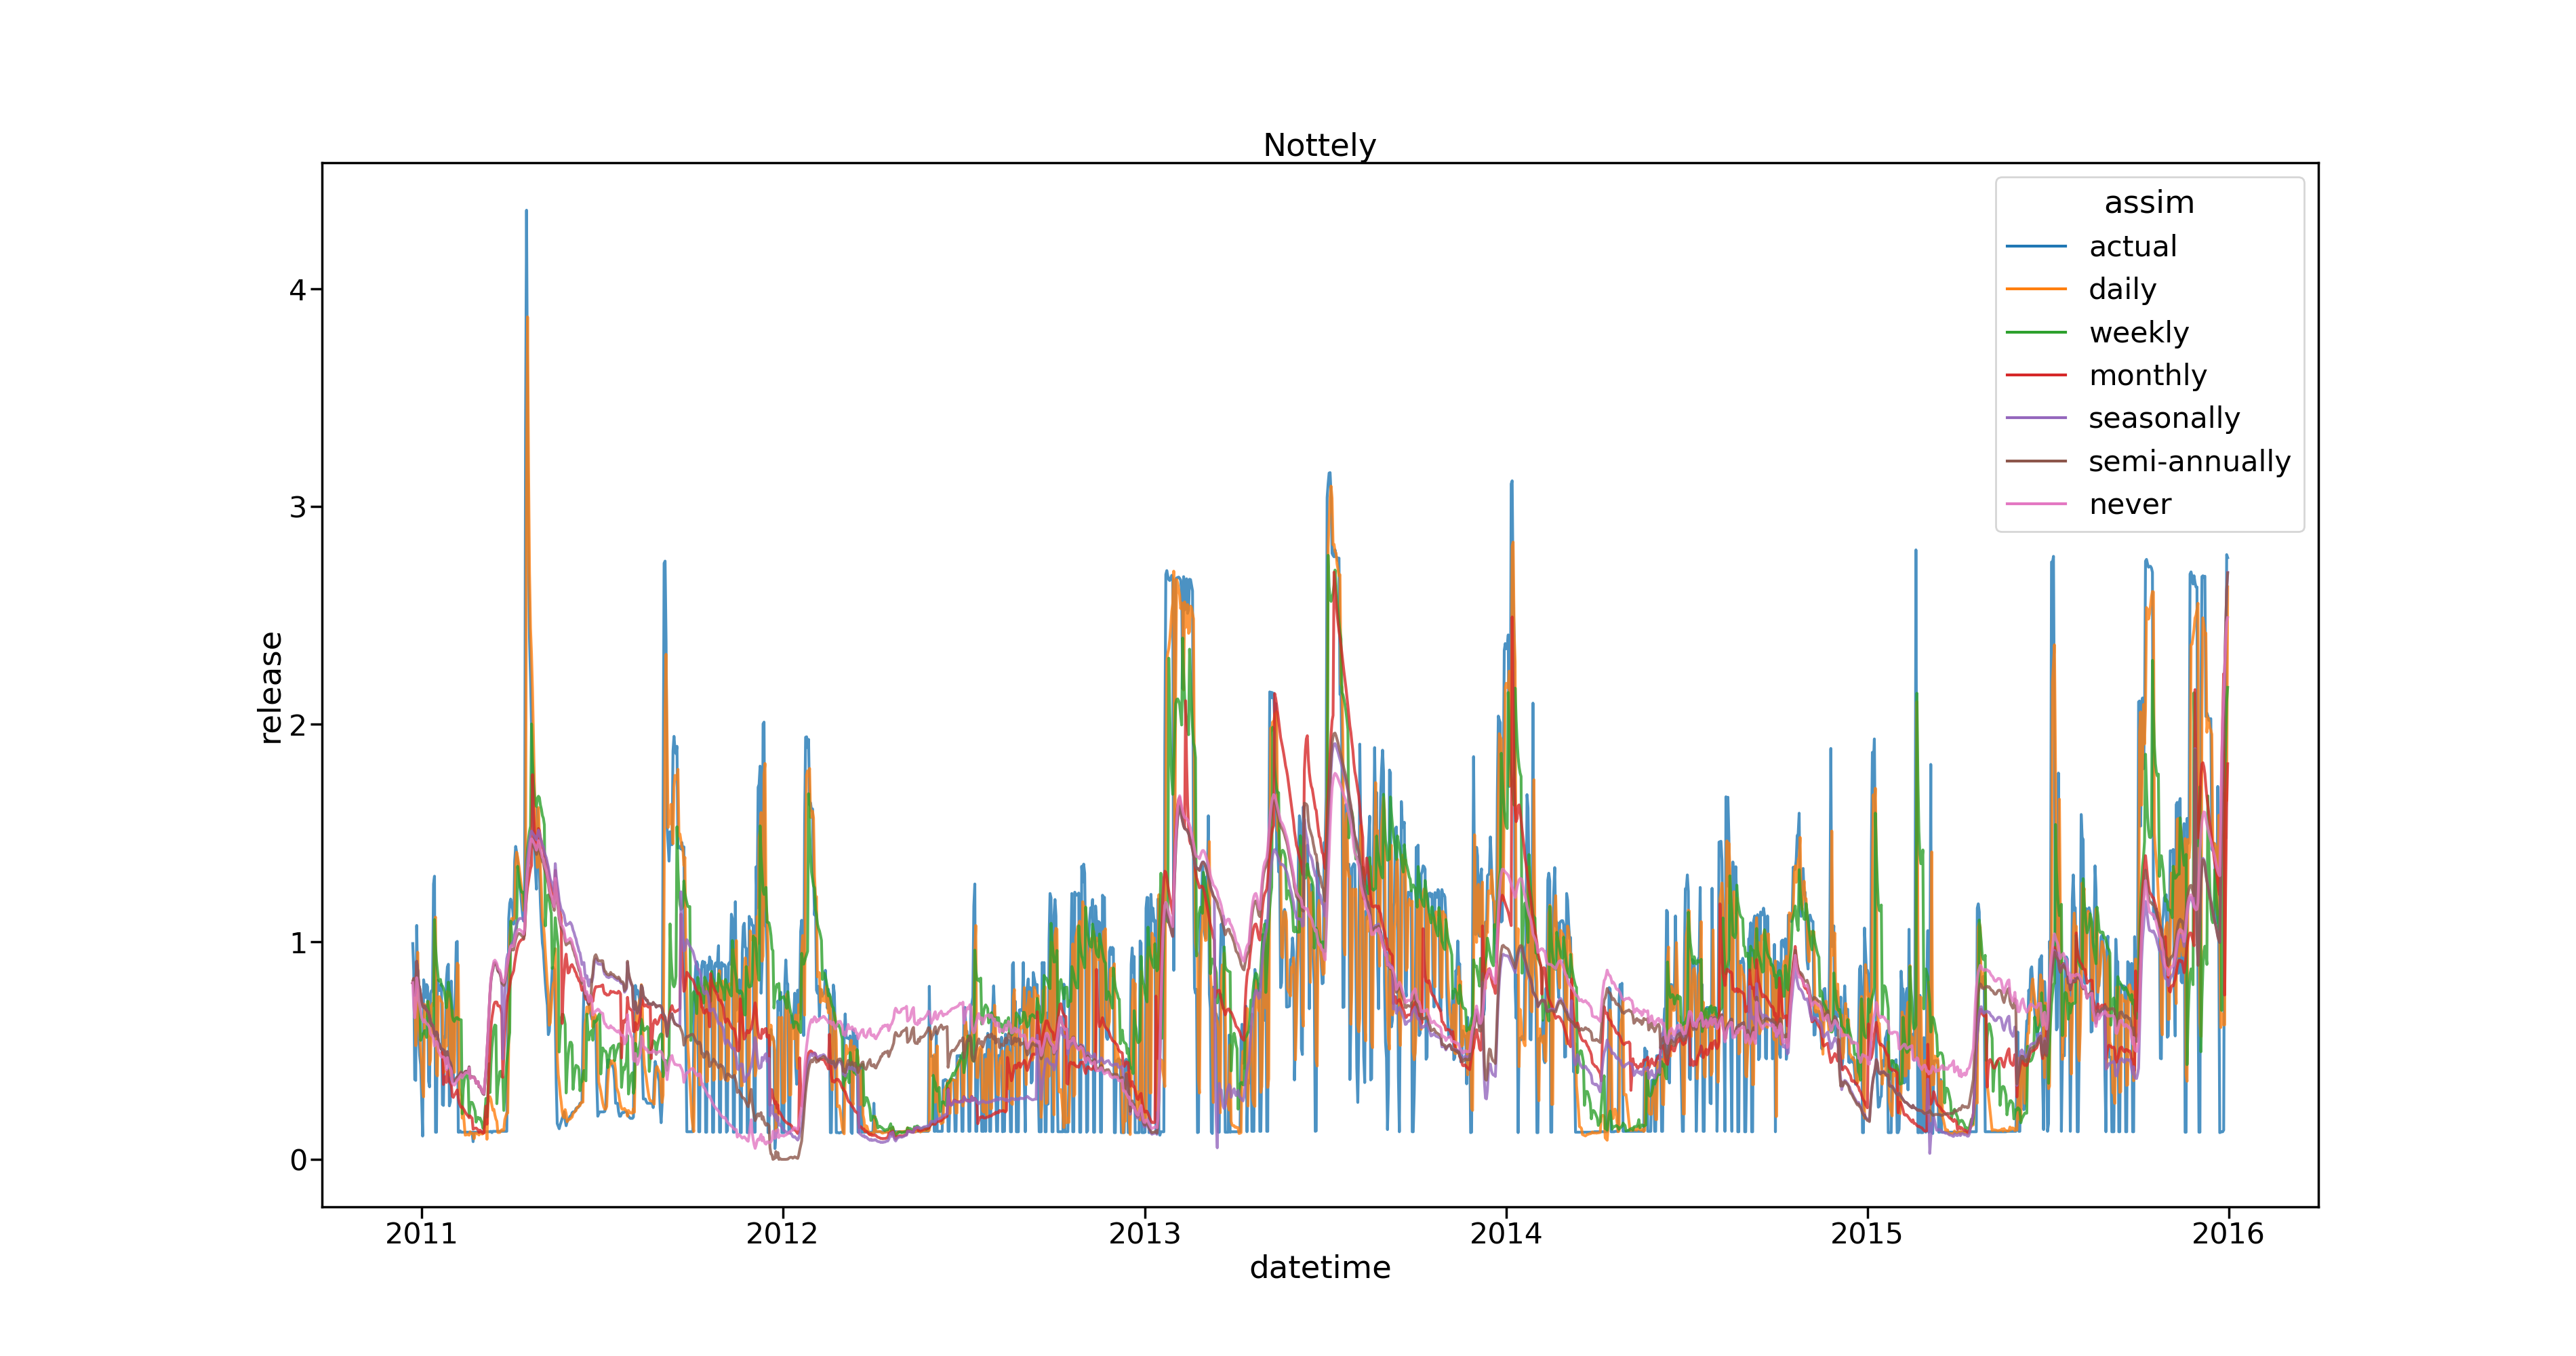 Nottely
assim
actual
daily
weekly
monthly
seasonally
semi-annually
never
release
4
3
2
1
0
2011 2012 2013 2014 2015 2016
datetime